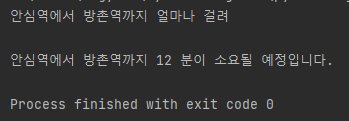 안심역에서 방촌역까지 얼마나 걸려
안심역에서 방촌역까지 12 분이 소요될 예정입니다.
Process finished with exit code 0